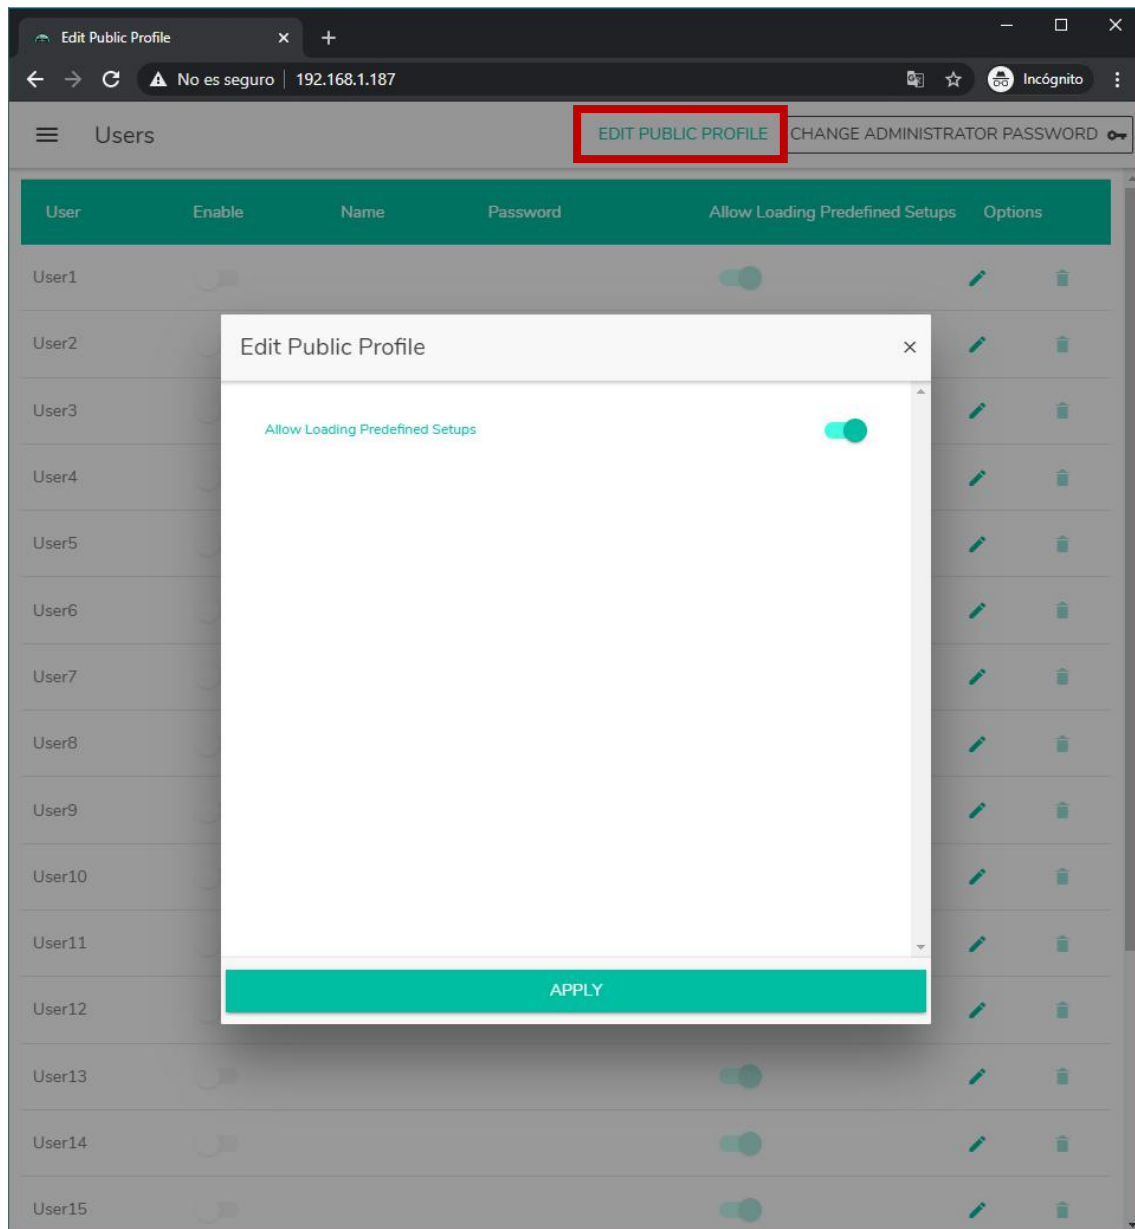 Edit Public Profile
No es seguro 192.168.1.187 Incógnito
Users EDIT PUBLIC PROFILE CHANGE ADMINISTRATOR PASSWORD
User Enable Name Password Allow Loading Predefined Setups Options
User1
User2
Edit Public Profile
User3
Allow Loading Predefined Setups
User4
User5
User6
User7
User8
User9
User10
User11
APPLY
User12
User13
User14
User15